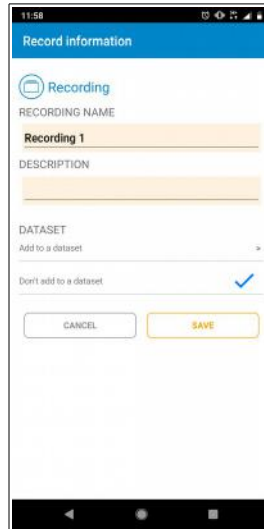 11:58
Record information
Recording
RECORDING NAME
Recording 1
DESCRIPTION
DATASET
Add to a dataset >
Don't add to a dataset
CANCEL SAVE